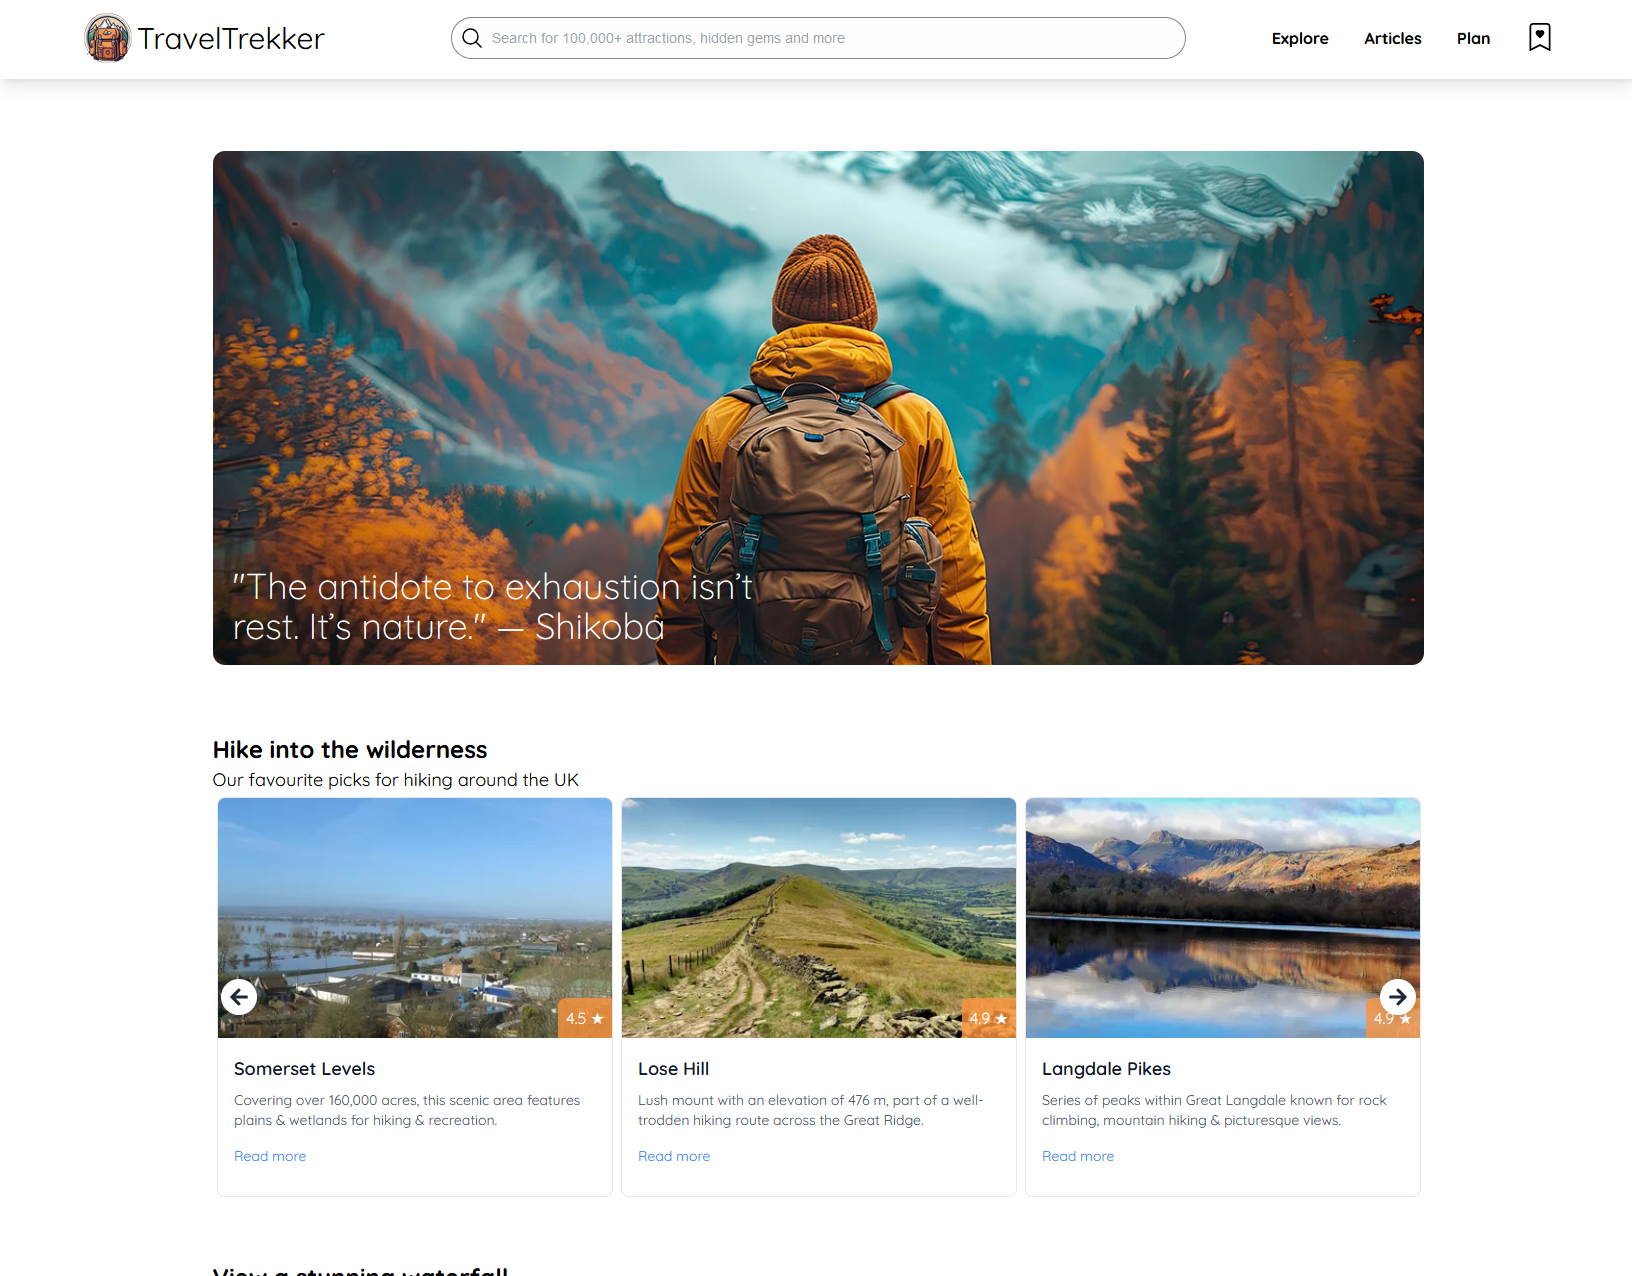 TravelTrekker
Search for 100,000+ attractions, hidden gems and more
Explore
Articles
Plan
"The antidote to exhaustion isn’t
rest. It’s nature." — Shikoba
Hike into the wilderness
Our favourite picks for hiking around the UK
4.5 ★
4.9 ★
4.9 ★
Somerset Levels
Covering over 160,000 acres, this scenic area features
plains & wetlands for hiking & recreation.
Read more
Lose Hill
Lush mount with an elevation of 476 m, part of a well-
trodden hiking route across the Great Ridge.
Read more
Langdale Pikes
Series of peaks within Great Langdale known for rock
climbing, mountain hiking & picturesque views.
Read more
View a stunning waterfall